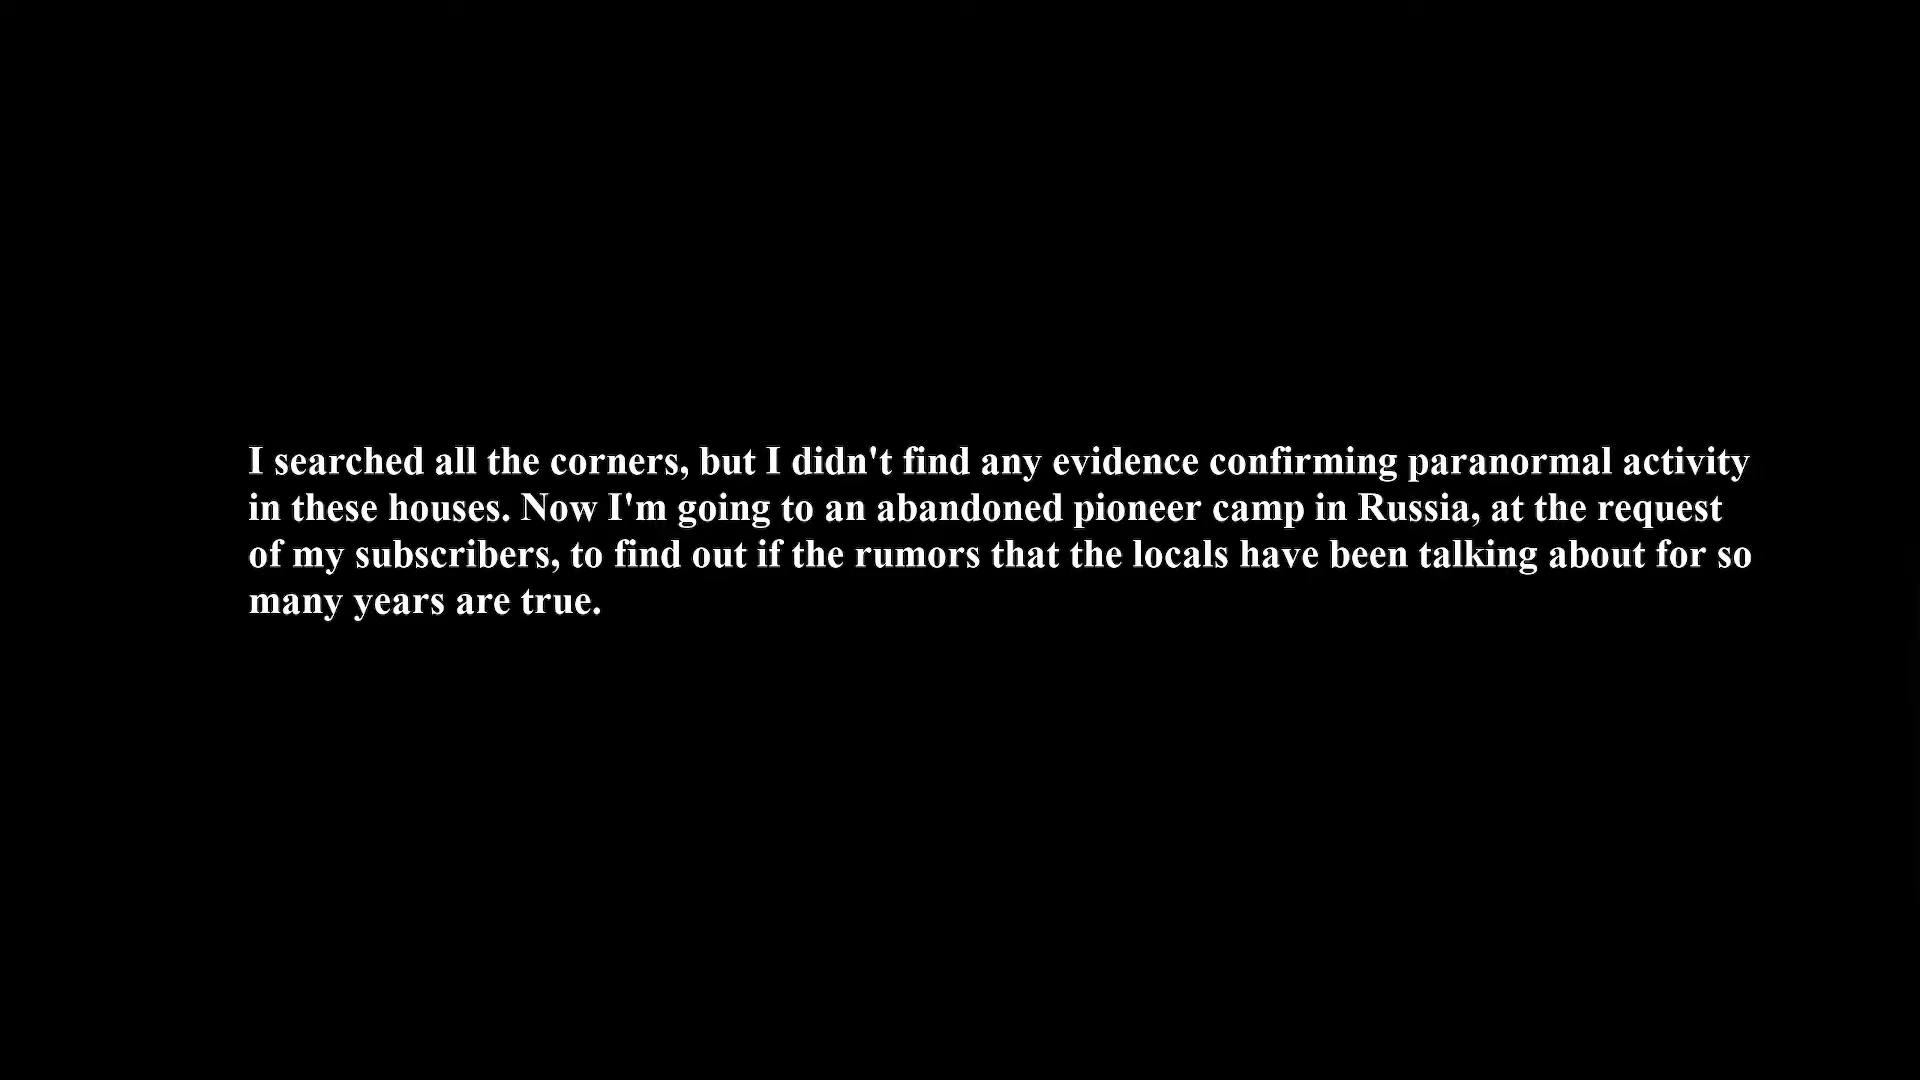 I searched all the corners, but I didn't find any evidence confirming paranormal activity
in these houses. Now I'm going to an abandoned pioneer camp in Russia, at the request
of my subscribers, to find out if the rumors that the locals have been talking about for so
many years are true.